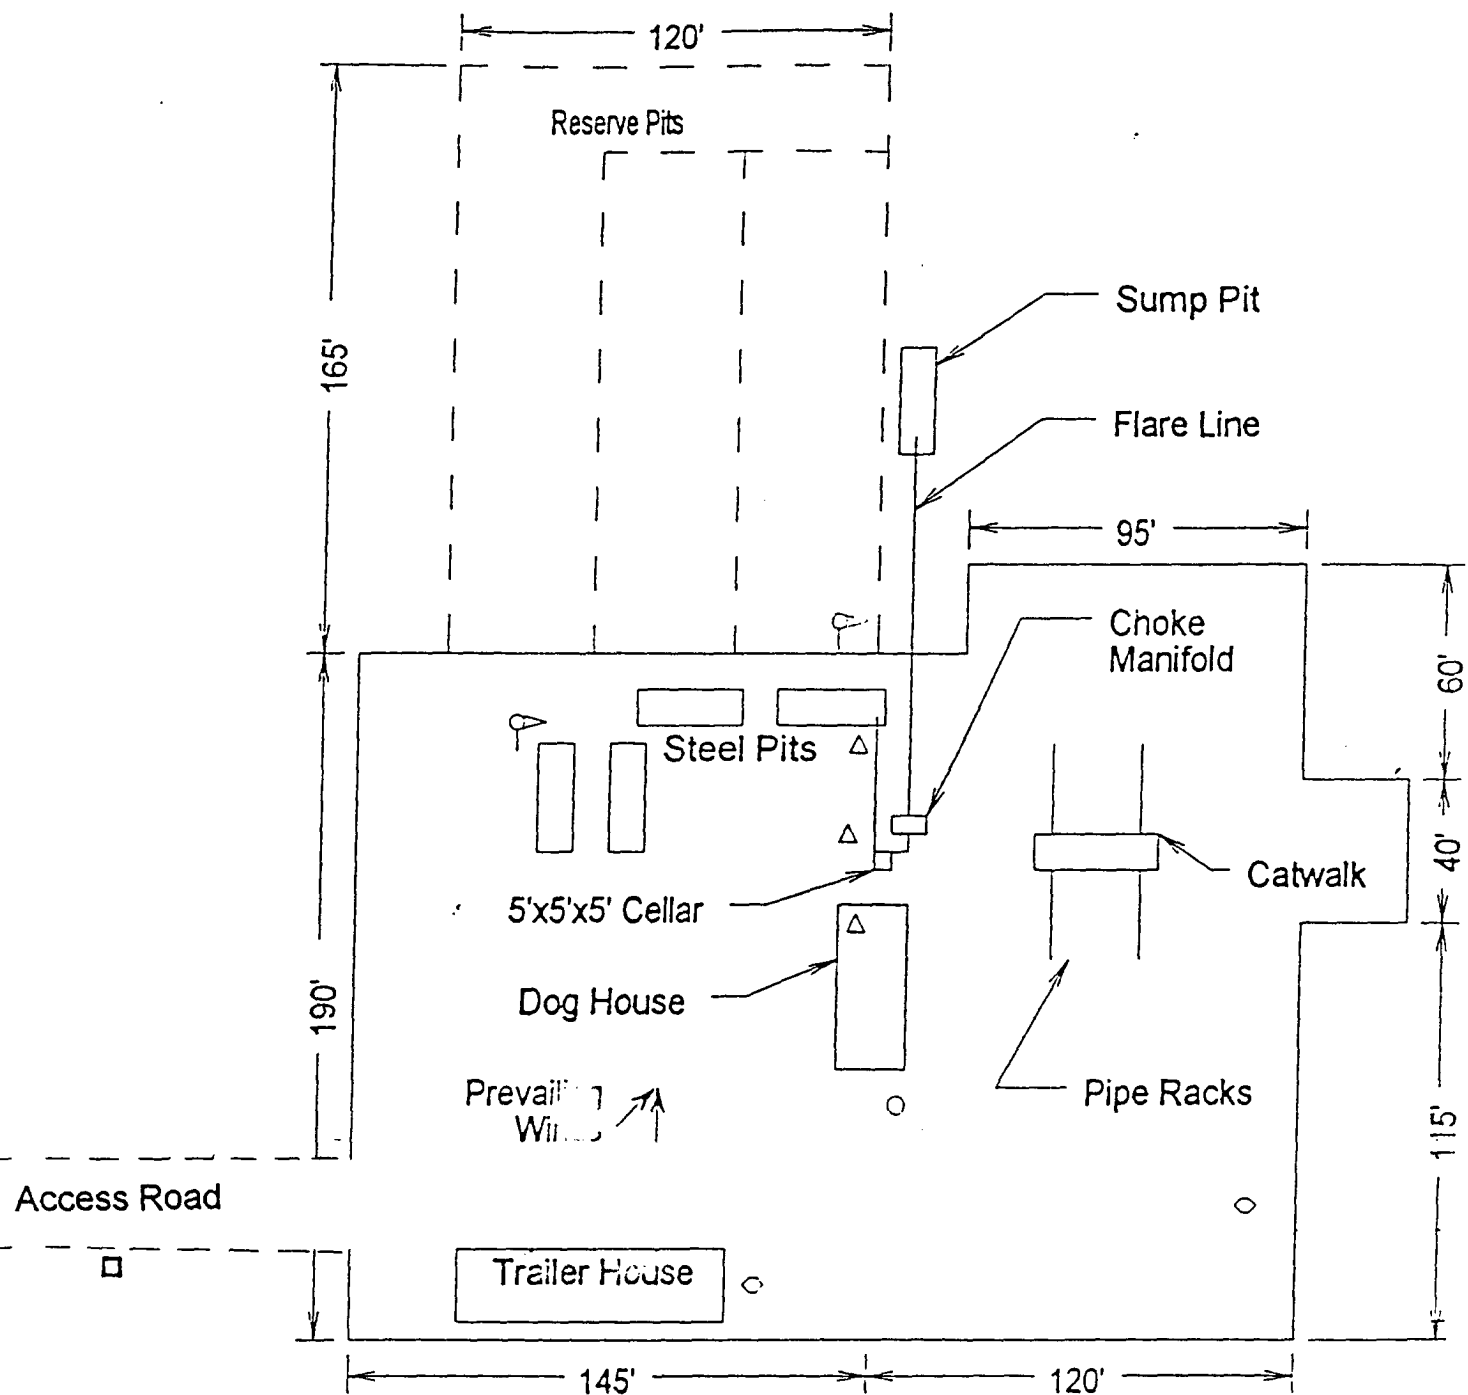 120'
Reserve Pits
165'
Sump Pit
Flare Line
95'
Choke
Manifold
60'
Steel Pits
40'
Catwalk
5'x5'x5' Cellar
190'
Dog House
Pipe Racks
115'
Access Road
Trailer House
145'
120'